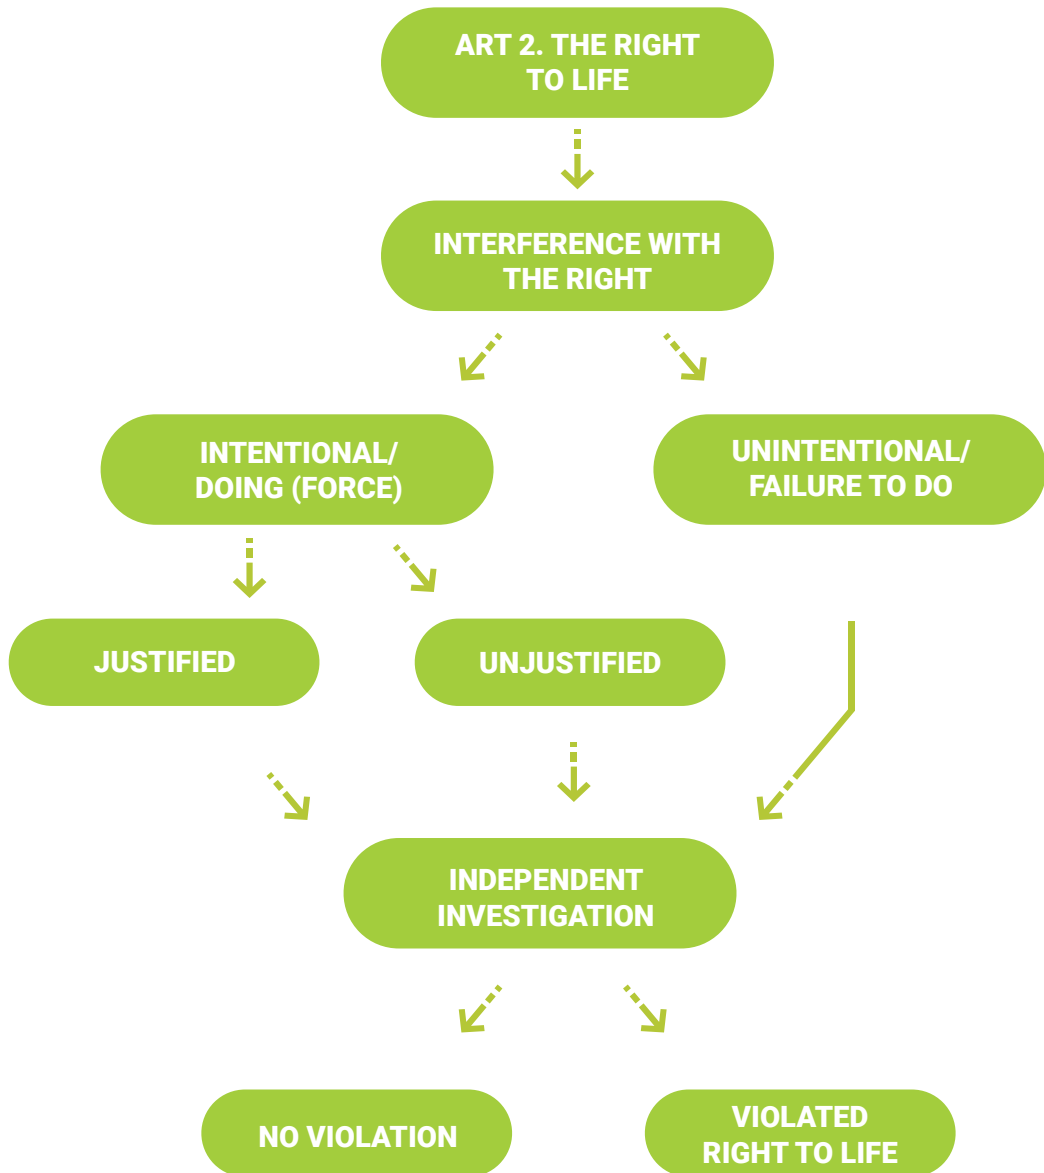 ART 2. THE RIGHT
TO LIFE
INTERFERENCE WITH
THE RIGHT
INTENTIONAL/
DOING (FORCE)
UNINTENTIONAL/
FAILURE TO DO
JUSTIFIED
UNJUSTIFIED
INDEPENDENT
INVESTIGATION
NO VIOLATION
VIOLATED
RIGHT TO LIFE